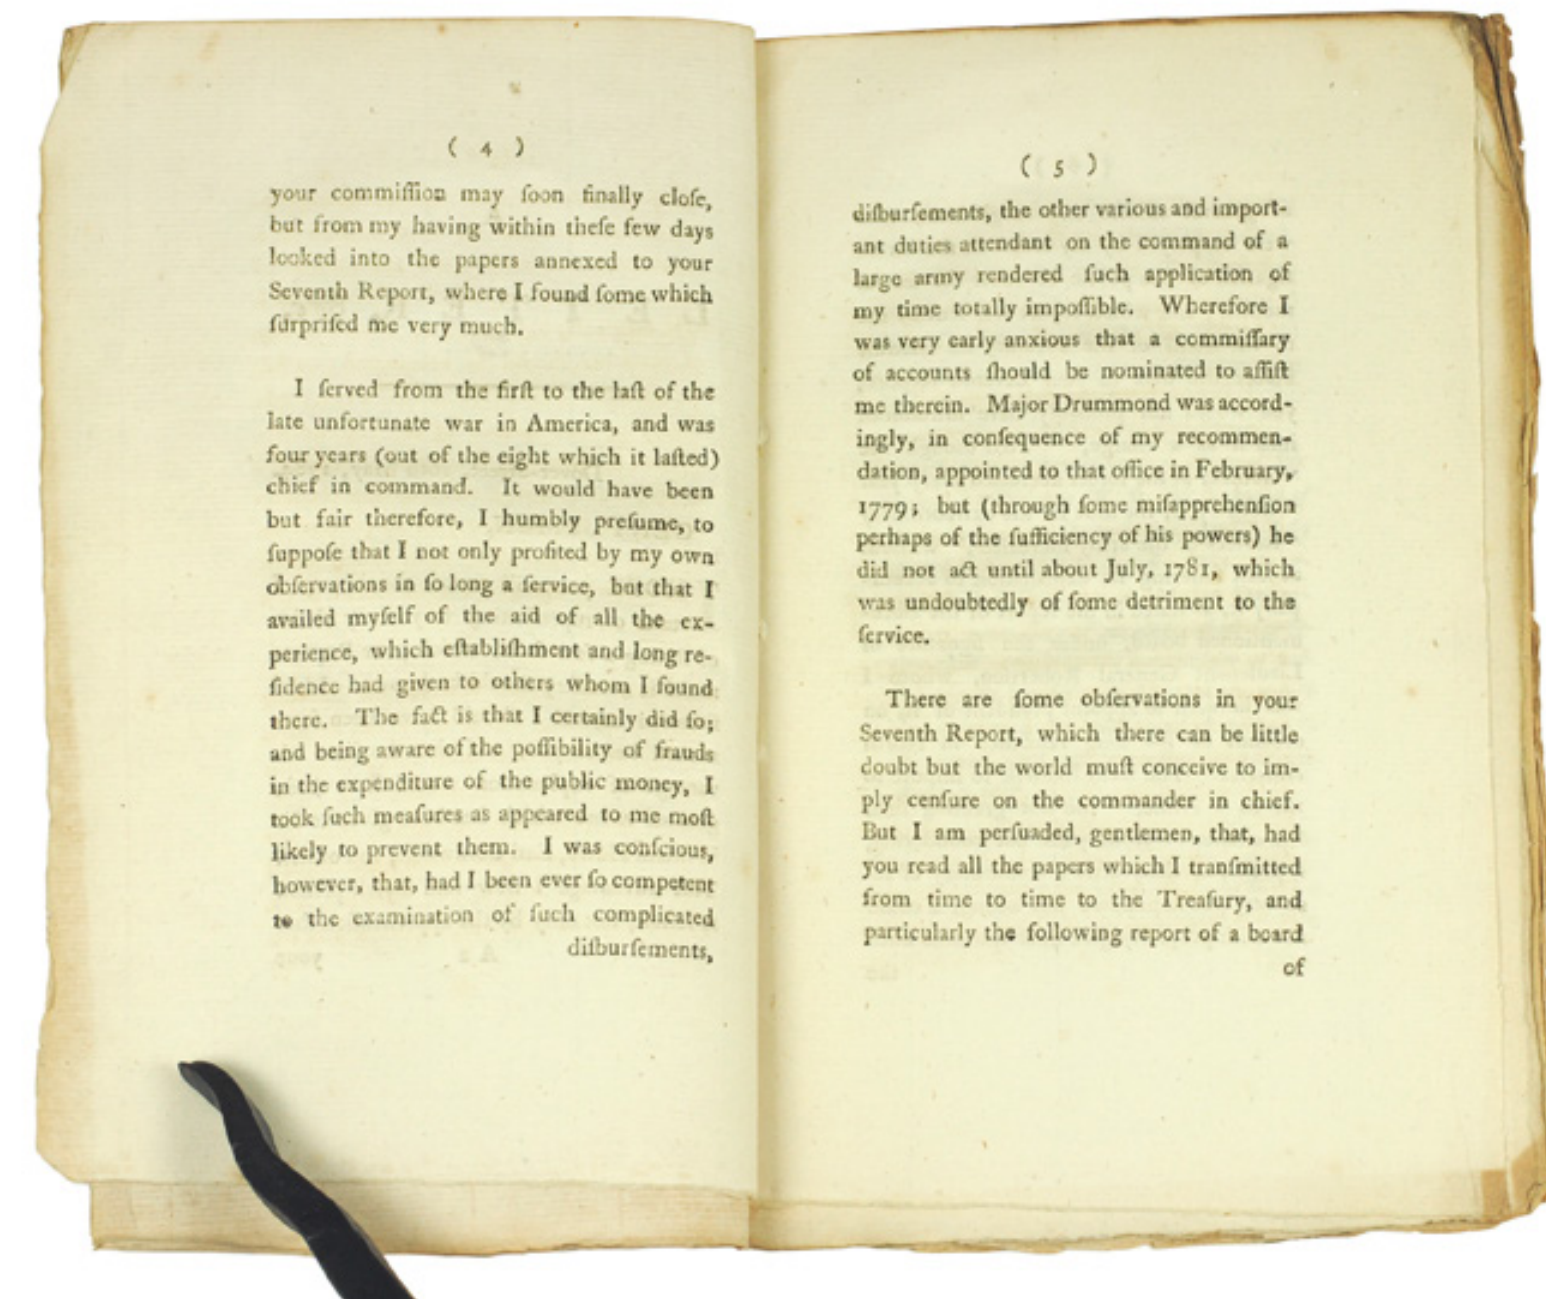 ( 4 )
your commiſſion may ſoon finally cloſe,
but from my having within theſe few days
looked into the papers annexed to your
Seventh Report, where I found ſome which
ſurpriſed me very much.
I ſerved from the firſt to the laſt of the
late unfortunate war in America, and was
four years (out of the eight which it laſted)
chief in command. It would have been
but fair therefore, I humbly preſume, to
ſuppoſe that I not only profited by my own
obſervations in ſo long a ſervice, but that I
availed myſelf of the aid of all the ex-
perience, which eſtabliſhment and long re-
ſidence had given to others whom I found
there. The fact is that I certainly did ſo;
and being aware of the poſſibility of frauds
in the expenditure of the public money, I
took ſuch meaſures as appeared to me moſt
likely to prevent them. I was conſcious,
however, that, had I been ever ſo competent
to the examination of ſuch complicated
diſburſements,
( 5 )
diſburſements, the other various and import-
ant duties attendant on the command of a
large army rendered ſuch application of
my time totally impoſſible. Wherefore I
was very early anxious that a commiſſary
of accounts ſhould be nominated to aſſiſt
me therein. Major Drummond was accord-
ingly, in conſequence of my recommen-
dation, appointed to that office in February,
1779; but (through ſome miſapprehenſion
perhaps of the ſufficiency of his powers) he
did not act until about July, 1781, which
was undoubtedly of ſome detriment to the
ſervice.
There are ſome obſervations in your
Seventh Report, which there can be little
doubt but the world muſt conceive to im-
ply cenſure on the commander in chief.
But I am perſuaded, gentlemen, that, had
you read all the papers which I tranſmitted
from time to time to the Treaſury, and
particularly the following report of a board
of